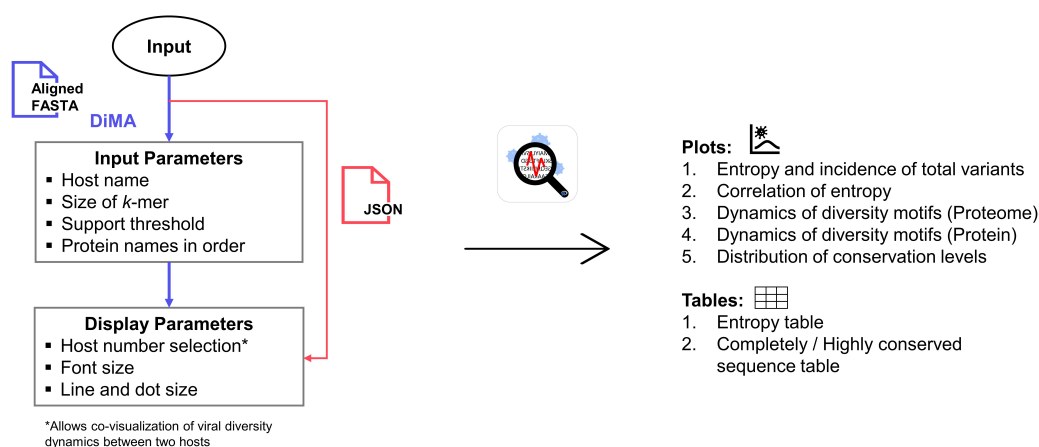 Input
Aligned
FASTA
DiMA
Input Parameters
▪ Host name
▪ Size of k-mer
▪ Support threshold
▪ Protein names in order
JSON
Display Parameters
▪ Host number selection*
▪ Font size
▪ Line and dot size
*Allows co-visualization of viral diversity
dynamics between two hosts
Plots:
1. Entropy and incidence of total variants
2. Correlation of entropy
3. Dynamics of diversity motifs (Proteome)
4. Dynamics of diversity motifs (Protein)
5. Distribution of conservation levels
Tables:
1. Entropy table
2. Completely / Highly conserved
sequence table